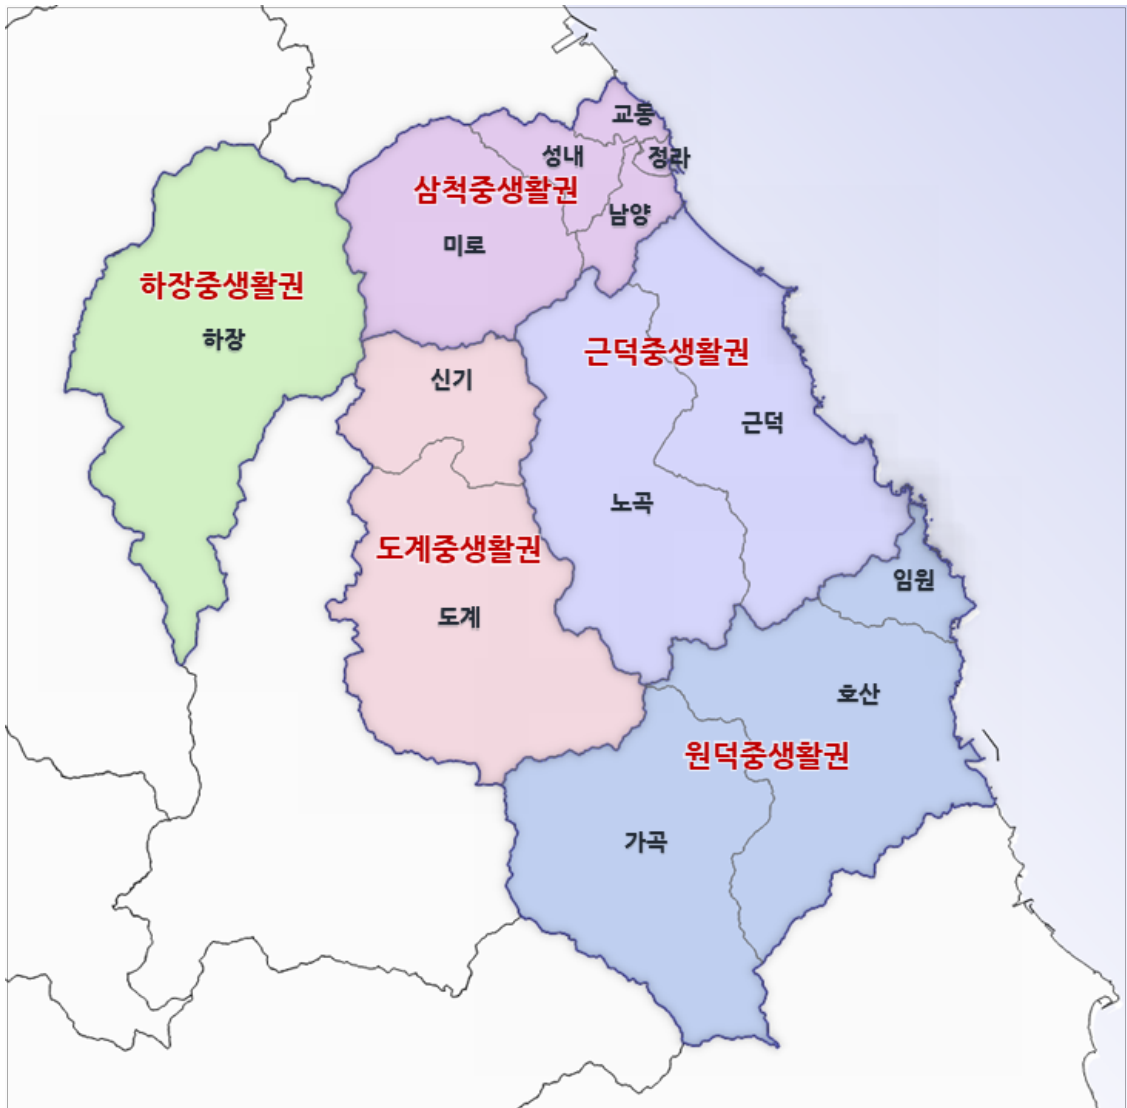 교동
성내
정라
삼척중생활권
남양
미로
하장중생활권
하장
근덕중생활권
신기
근덕
노곡
도계중생활권
임원
도계
호산
원덕중생활권
가곡